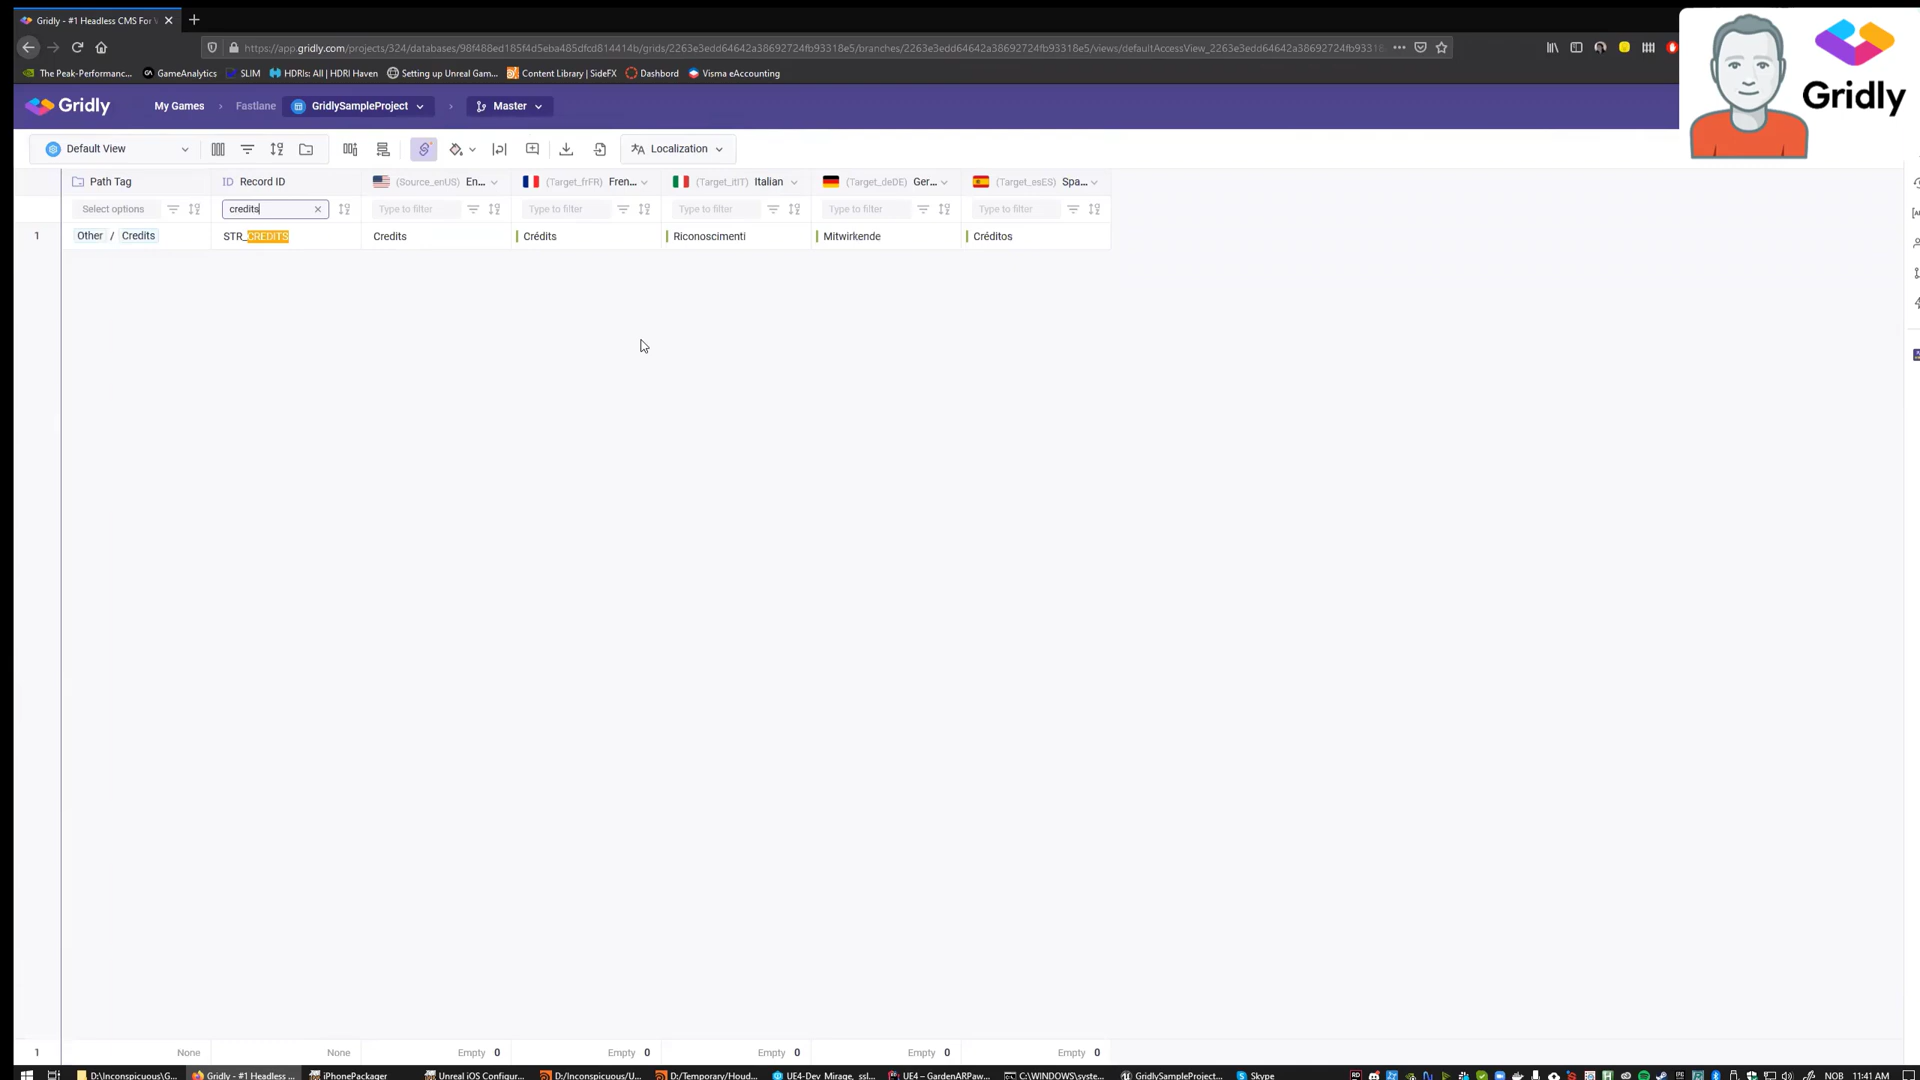 Gridly - #1 Headless CMS For V
https://app.gridly.com/projects/324/databases/98f488ed185f4d5eba485dfcd814414b/grids/2263e3edd64642a38692724fb93318e5/branches/2263e3edd64642a38692724fb93318e5/views/defaultAccessView_2263e3edd64642a38692724fb93318
The Peak-Performanc... GameAnalytics SLIM HDRIs: All | HDRI Haven Setting up Unreal Gam... Content Library | SideFX Dashbord Visma eAccounting
Gridly
Gridly My Games > Fastlane GridlySampleProject > Master
Default View Localization
Path Tag ID Record ID (Source_enUS) En... (Target_frFR) Fren... (Target_itIT) Italian (Target_deDE) Ger... (Target_esES) Spa...
Select options credits Type to filter Type to filter Type to filter Type to filter Type to filter
1 Other / Credits STR_CREDITS Credits Crédits Riconoscimenti Mitwirkende Créditos
1 None None Empty 0 Empty 0 Empty 0 Empty 0 Empty 0
D:\Inconspicuous\G... Gridly - #1 Headless ... iPhonePackager Unreal iOS Configur... D:/Inconspicuous/U... D:/Temporary/Houd... UE4-Dev_Mirage, ssl... UE4 – GardenARPaw... C:\WINDOWS\syste... GridlySampleProject... Skype NOB 11:41 AM